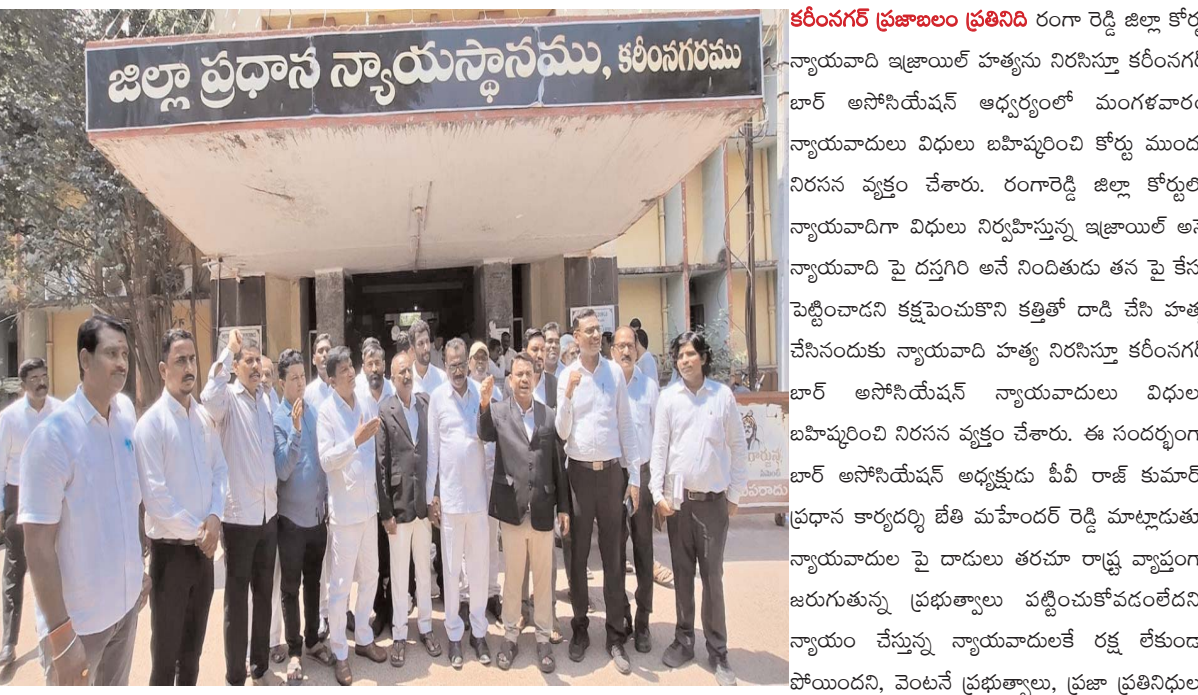 జిల్లా ప్రధాన న్యాయస్థానము, కరీంనగరము
కరీంనగర్ ప్రజాబలం ప్రతినిది రంగా రెడ్డి జిల్లా కోర్టు
న్యాయవాది ఇజ్రాయిల్ హత్యను నిరసిస్తూ కరీంనగర్
బార్ అసోసియేషన్ ఆధ్వర్యంలో మంగళవారం
న్యాయవాదులు విధులు బహిష్కరించి కోర్టు ముందు
నిరసన వ్యక్తం చేశారు. రంగారెడ్డి జిల్లా కోర్టులో
న్యాయవాదిగా విధులు నిర్వహిస్తున్న ఇజ్రాయిల్ అనే
న్యాయవాది పై దస్తగిరి అనే నిందితుడు తన పై కేసు
పెట్టించాడని కక్షపెంచుకొని కత్తితో దాడి చేసి హత్య
చేసినందుకు న్యాయవాది హత్య నిరసిస్తూ కరీంనగర్
బార్ అసోసియేషన్ న్యాయవాదులు విధులు
బహిష్కరించి నిరసన వ్యక్తం చేశారు. ఈ సందర్భంగా
బార్ అసోసియేషన్ అధ్యక్షుడు పీవీ రాజ్ కుమార్
ప్రధాన కార్యదర్శి బేతి మహేందర్ రెడ్డి మాట్లాడుతూ
న్యాయవాదుల పై దాడులు తరచూ రాష్ట్ర వ్యాప్తంగా
జరుగుతున్న ప్రభుత్వాలు పట్టించుకోవడంలేదని
న్యాయం చేస్తున్న న్యాయవాదులకే రక్ష లేకుండా
పోయిందని, వెంటనే ప్రభుత్వాలు, ప్రజా ప్రతినిధులు